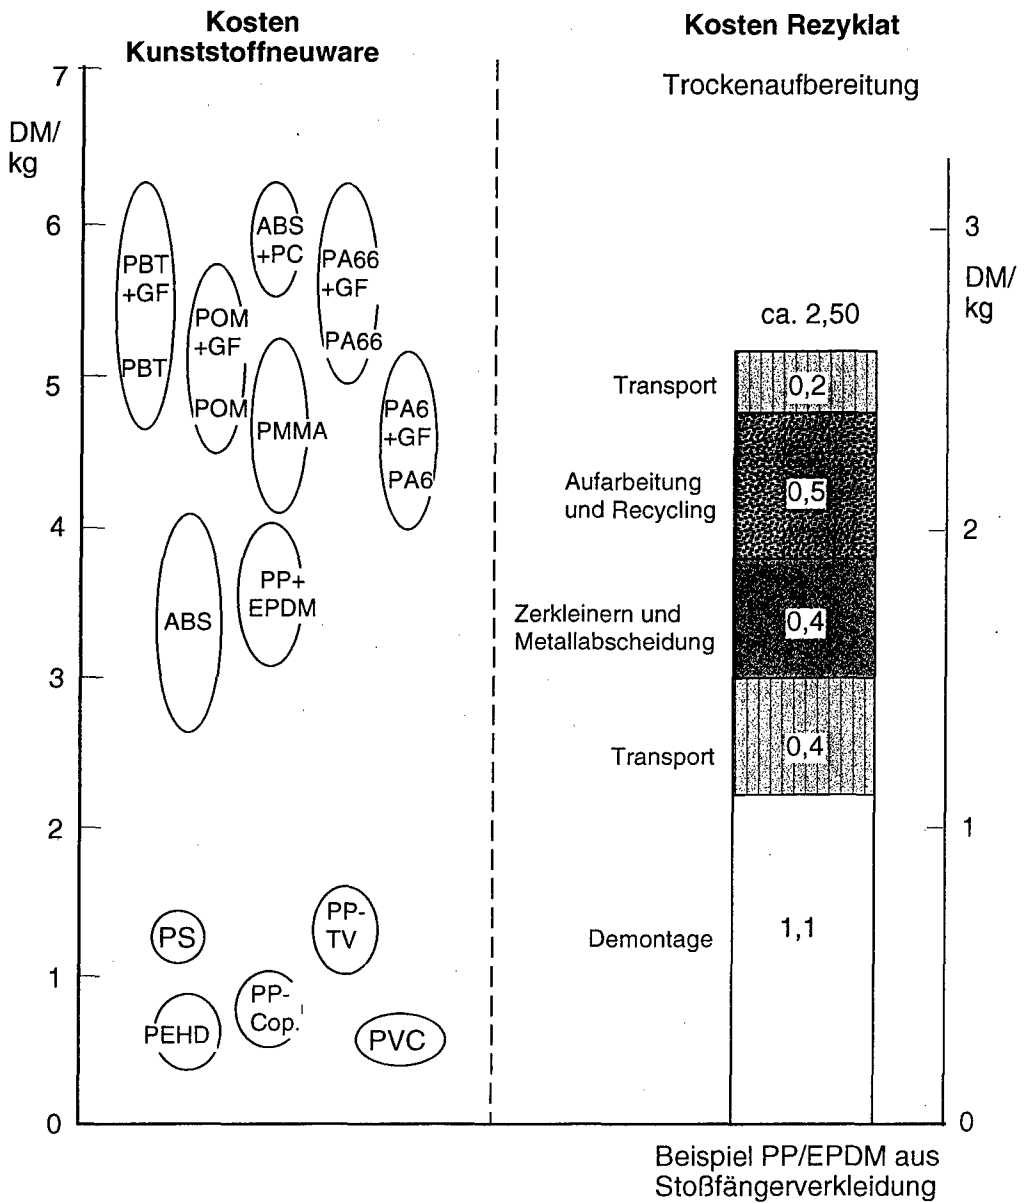 Kosten
Kunststoffneuware
7
DM/
kg
6
5
4
3
2
1
0
PBT
+GF
PBT
POM
+GF
POM
ABS
+PC
PA66
+GF
PA66
PMMA
PA6
+GF
PA6
ABS
PP+
EPDM
PS
PP-
TV
PEHD
PP-
Cop.
PVC
Kosten Rezyklat
Trockenaufbereitung
3
DM/
kg
2
1
0
ca. 2,50
Transport 0,2
Aufarbeitung
und Recycling 0,5
Zerkleinern und
Metallabscheidung 0,4
Transport 0,4
Demontage 1,1
Beispiel PP/EPDM aus
Stoßfängerverkleidung